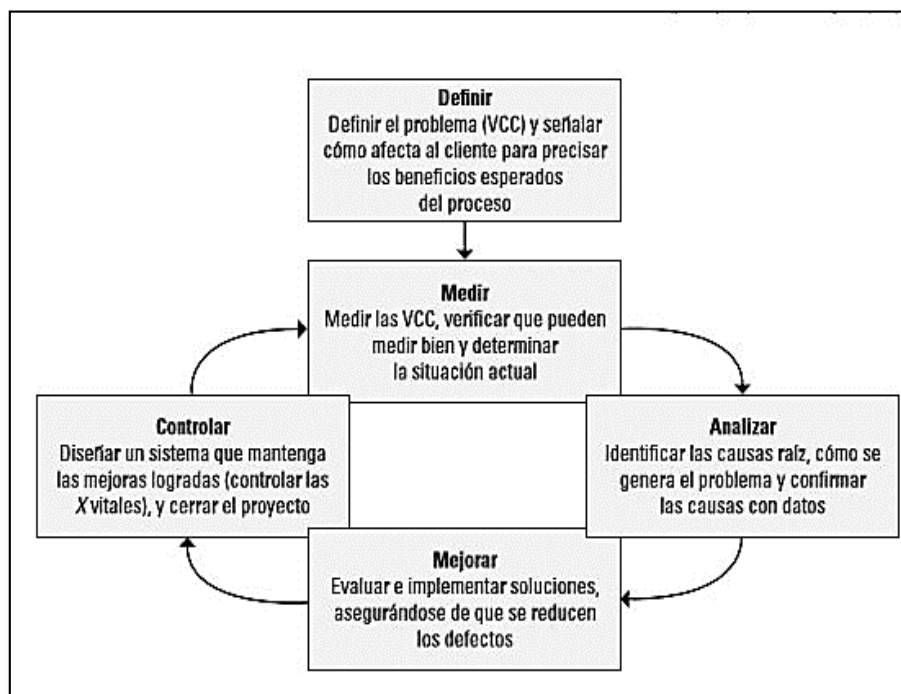 Definir
Definir el problema (VCC) y señalar
cómo afecta al cliente para precisar
los beneficios esperados
del proceso
Medir
Medir las VCC, verificar que pueden
medir bien y determinar
la situación actual
Controlar
Diseñar un sistema que mantenga
las mejoras logradas (controlar las
X vitales), y cerrar el proyecto
Analizar
Identificar las causas raíz, cómo se
genera el problema y confirmar
las causas con datos
Mejorar
Evaluar e implementar soluciones,
asegurándose de que se reducen
los defectos